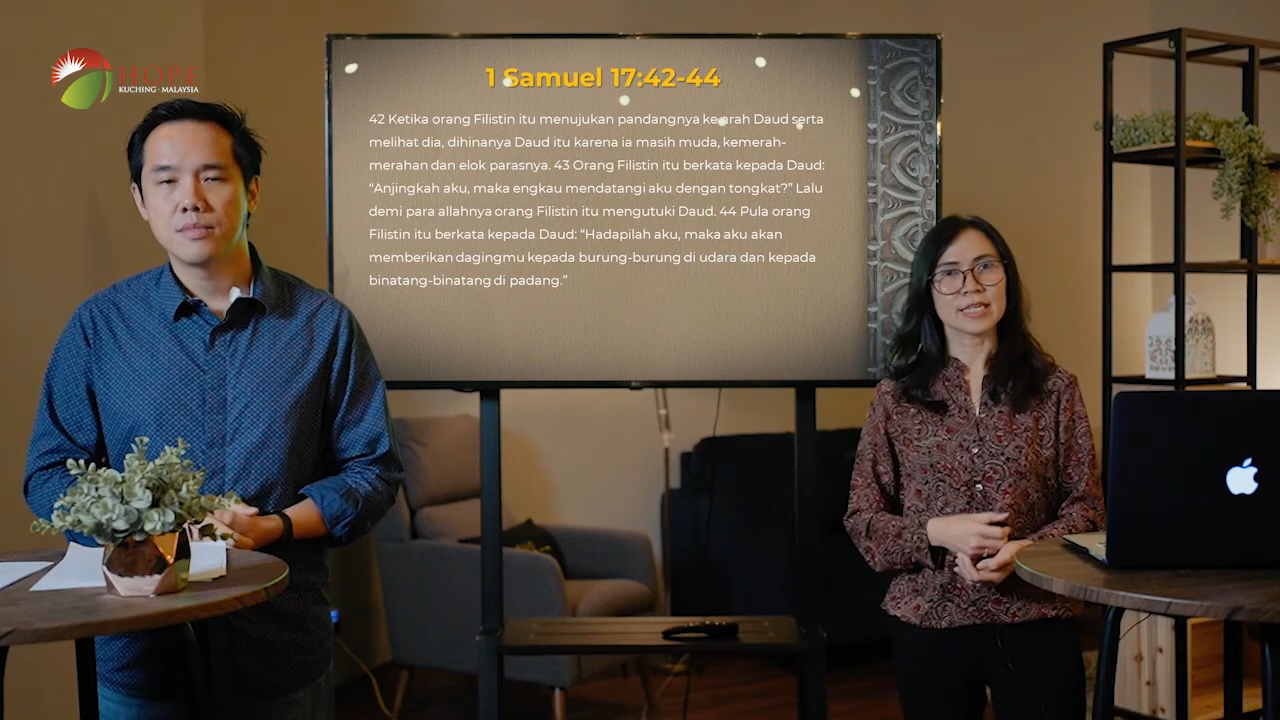 HOPE
KUCHING · MALAYSIA
1 Samuel 17:42-44
42 Ketika orang Filistin itu menujukan pandangnya ke arah Daud serta
melihat dia, dihinanya Daud itu karena ia masih muda, kemerah-
merahan dan elok parasnya. 43 Orang Filistin itu berkata kepada Daud:
“Anjingkah aku, maka engkau mendatangi aku dengan tongkat?” Lalu
demi para allahnya orang Filistin itu mengutuki Daud. 44 Pula orang
Filistin itu berkata kepada Daud: “Hadapilah aku, maka aku akan
memberikan dagingmu kepada burung-burung di udara dan kepada
binatang-binatang di padang.”